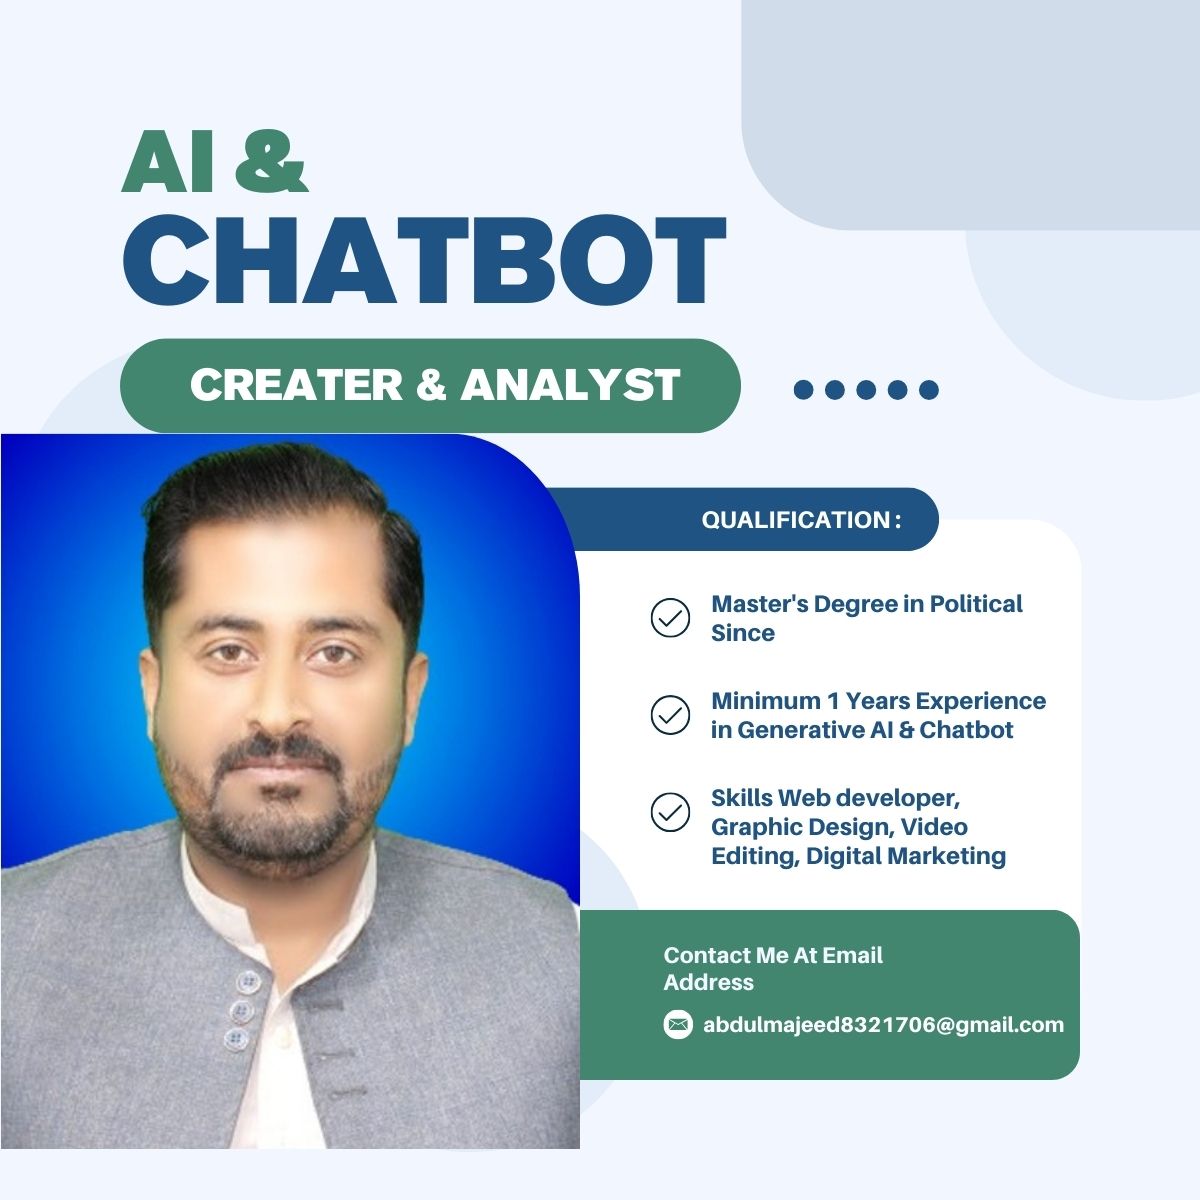 AI &
CHATBOT
CREATER & ANALYST
QUALIFICATION :
Master's Degree in Political
Since
Minimum 1 Years Experience
in Generative AI & Chatbot
Skills Web developer,
Graphic Design, Video
Editing, Digital Marketing
Contact Me At Email
Address
abdulmajeed8321706@gmail.com